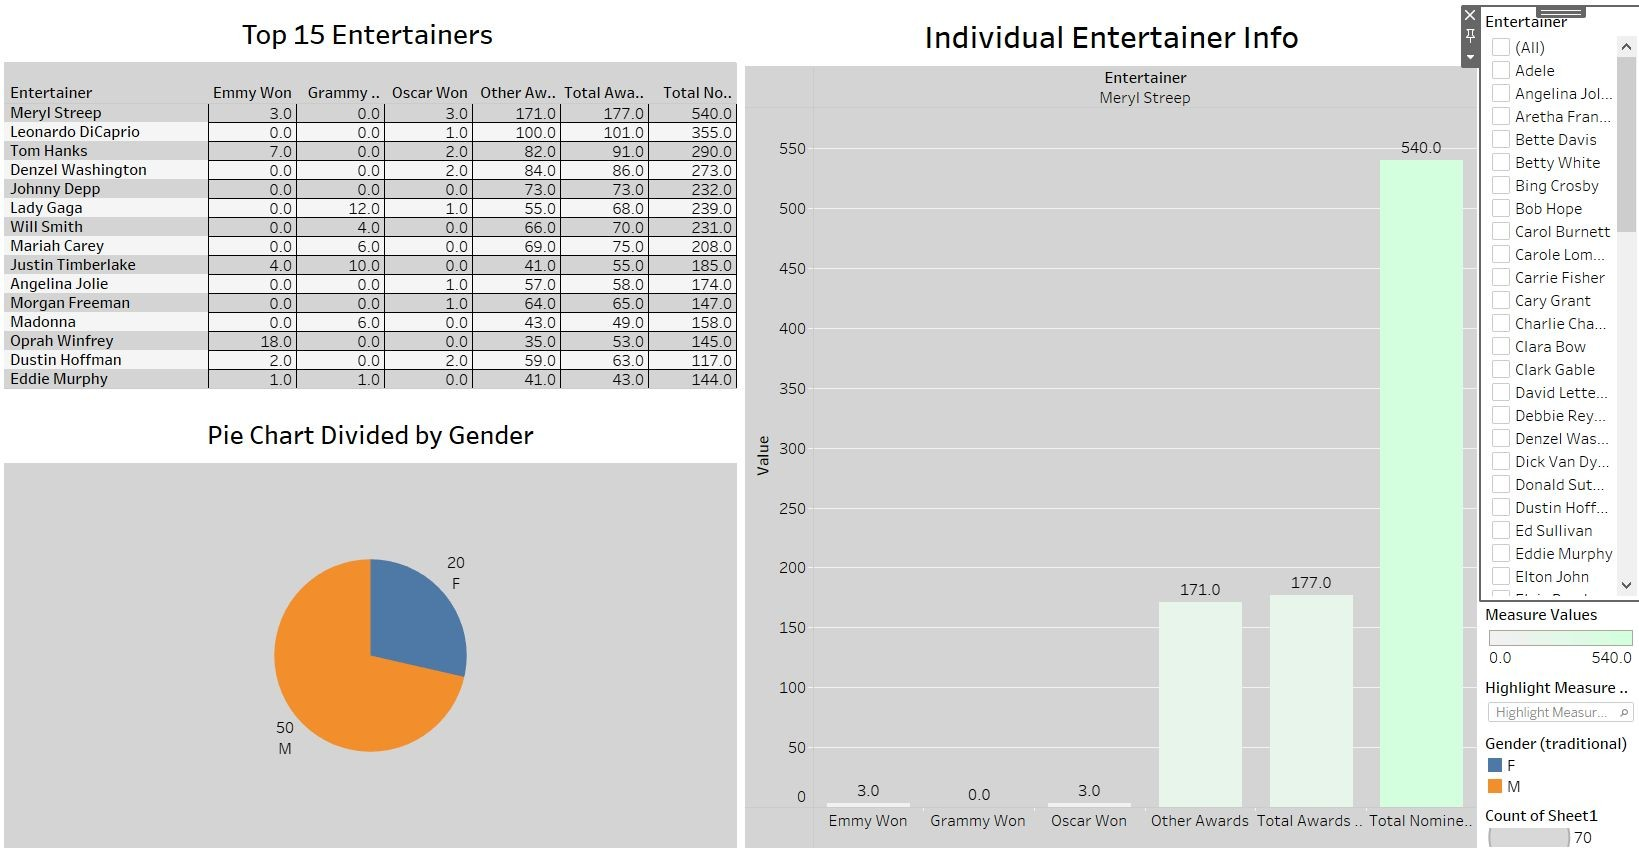 Top 15 Entertainers
Entertainer Emmy Won Grammy .. Oscar Won Other Aw.. Total Awa.. Total No..
Meryl Streep 3.0 0.0 3.0 171.0 177.0 540.0
Leonardo DiCaprio 0.0 0.0 1.0 100.0 101.0 355.0
Tom Hanks 7.0 0.0 2.0 82.0 91.0 290.0
Denzel Washington 0.0 0.0 2.0 84.0 86.0 273.0
Johnny Depp 0.0 0.0 0.0 73.0 73.0 232.0
Lady Gaga 0.0 12.0 1.0 55.0 68.0 239.0
Will Smith 0.0 4.0 0.0 66.0 70.0 231.0
Mariah Carey 0.0 6.0 0.0 69.0 75.0 208.0
Justin Timberlake 4.0 10.0 0.0 41.0 55.0 185.0
Angelina Jolie 0.0 0.0 1.0 57.0 58.0 174.0
Morgan Freeman 0.0 0.0 1.0 64.0 65.0 147.0
Madonna 0.0 6.0 0.0 43.0 49.0 158.0
Oprah Winfrey 18.0 0.0 0.0 35.0 53.0 145.0
Dustin Hoffman 2.0 0.0 2.0 59.0 63.0 117.0
Eddie Murphy 1.0 1.0 0.0 41.0 43.0 144.0
Pie Chart Divided by Gender
20
F
50
M
Individual Entertainer Info
Entertainer
Meryl Streep
Value
550
500
450
400
350
300
250
200
150
100
50
0
3.0
0.0
3.0
171.0
177.0
540.0
Emmy Won Grammy Won Oscar Won Other Awards Total Awards .. Total Nomine..
Entertainer
(All)
Adele
Angelina Jol...
Aretha Fran...
Bette Davis
Betty White
Bing Crosby
Bob Hope
Carol Burnett
Carole Lom...
Carrie Fisher
Cary Grant
Charlie Cha...
Clara Bow
Clark Gable
David Lette...
Debbie Rey...
Denzel Was...
Dick Van Dy...
Donald Sut...
Dustin Hoff...
Ed Sullivan
Eddie Murphy
Elton John
Measure Values
0.0 540.0
Highlight Measure ..
Highlight Measur...
Gender (traditional)
F
M
Count of Sheet1
70